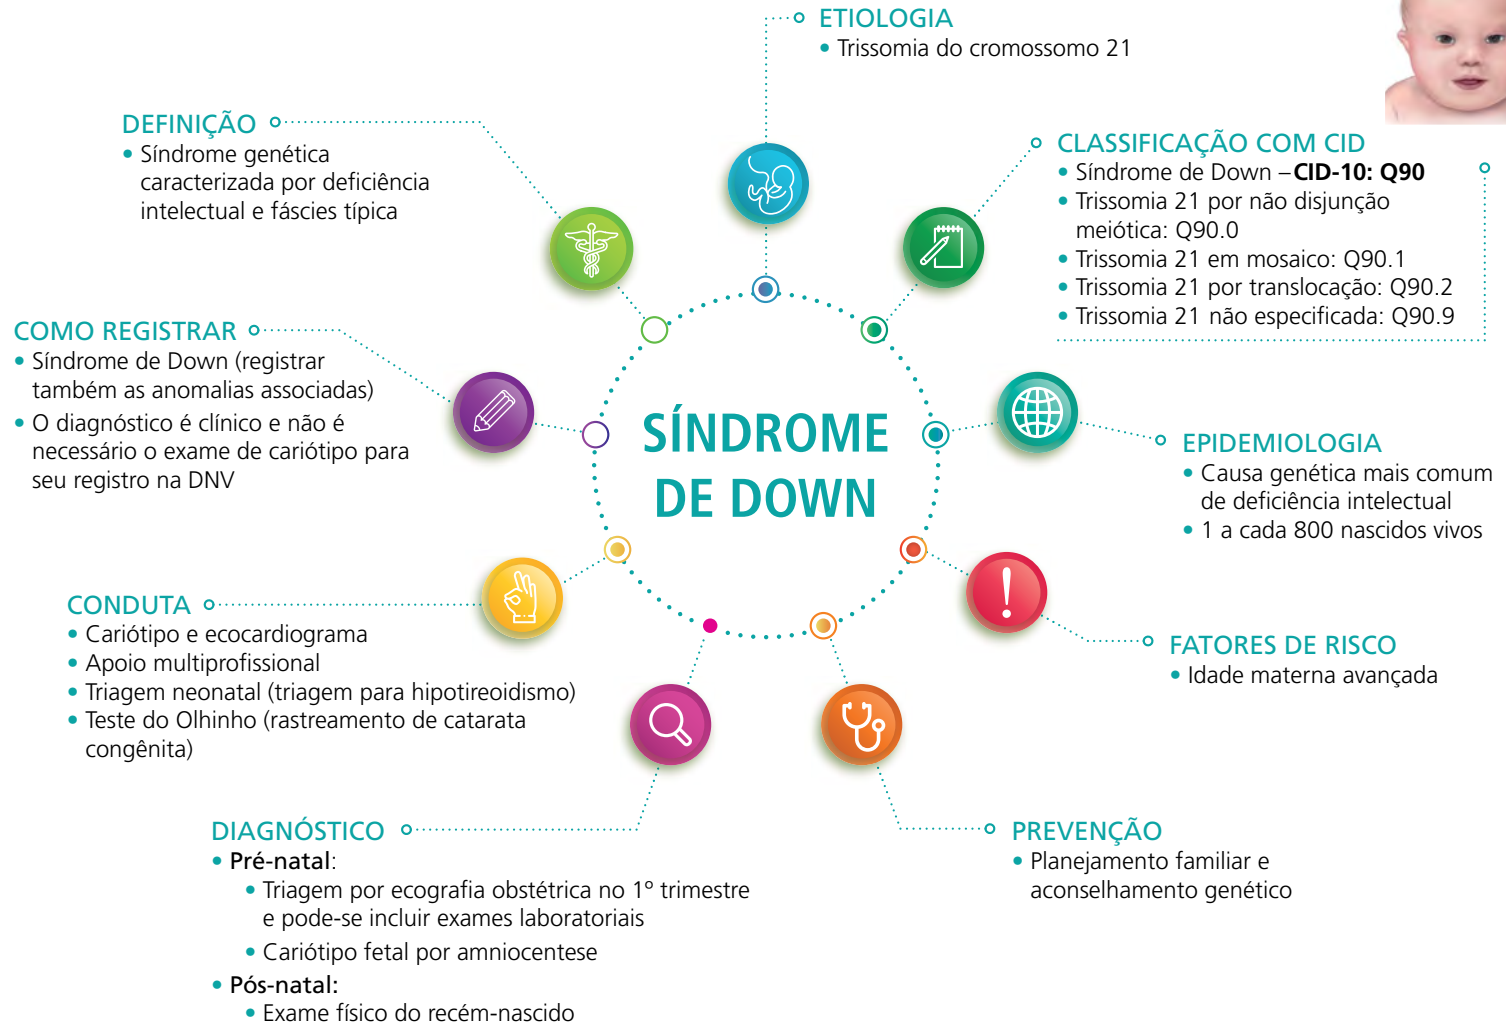 ETIOLOGIA
• Trissomia do cromossomo 21
DEFINIÇÃO
• Síndrome genética
caracterizada por deficiência
intelectual e fáscies típica
CLASSIFICAÇÃO COM CID
• Síndrome de Down – CID-10: Q90
• Trissomia 21 por não disjunção
meiótica: Q90.0
• Trissomia 21 em mosaico: Q90.1
• Trissomia 21 por translocação: Q90.2
• Trissomia 21 não especificada: Q90.9
COMO REGISTRAR
• Síndrome de Down (registrar
também as anomalias associadas)
• O diagnóstico é clínico e não é
necessário o exame de cariótipo para
seu registro na DNV
SÍNDROME
DE DOWN
EPIDEMIOLOGIA
• Causa genética mais comum
de deficiência intelectual
• 1 a cada 800 nascidos vivos
CONDUTA
• Cariótipo e ecocardiograma
• Apoio multiprofissional
• Triagem neonatal (triagem para hipotireoidismo)
• Teste do Olhinho (rastreamento de catarata
congênita)
FATORES DE RISCO
• Idade materna avançada
DIAGNÓSTICO
• Pré-natal:
• Triagem por ecografia obstétrica no 1º trimestre
e pode-se incluir exames laboratoriais
• Cariótipo fetal por amniocentese
• Pós-natal:
• Exame físico do recém-nascido
PREVENÇÃO
• Planejamento familiar e
aconselhamento genético